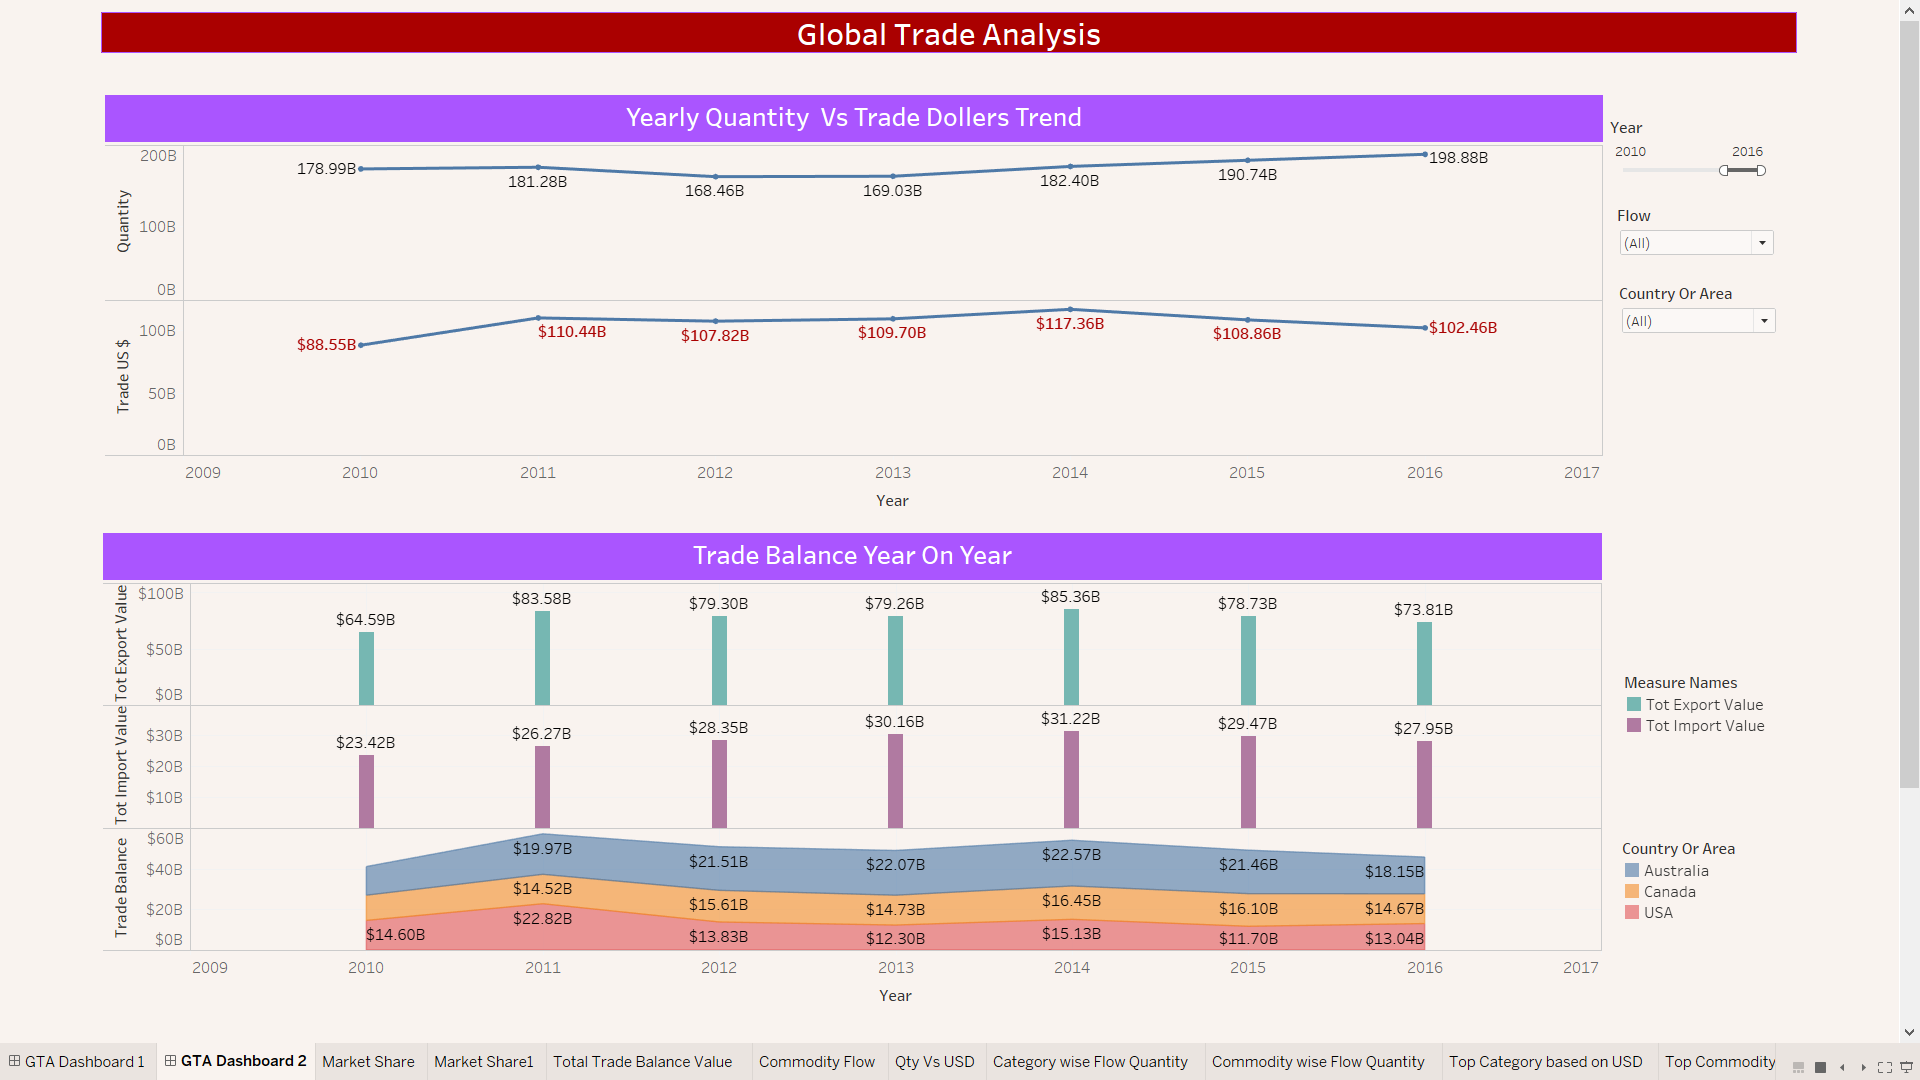 Global Trade Analysis
Yearly Quantity  Vs Trade Dollers Trend
Quantity
200B
100B
0B
178.99B
181.28B
168.46B
169.03B
182.40B
190.74B
198.88B
Trade US $
100B
50B
0B
$88.55B
$110.44B
$107.82B
$109.70B
$117.36B
$108.86B
$102.46B
2009
2010
2011
2012
2013
2014
2015
2016
2017
Year
Year
2010
2016
Flow
(All)
Country Or Area
(All)
Trade Balance Year On Year
Tot Export Value
$100B
$50B
$0B
$64.59B
$83.58B
$79.30B
$79.26B
$85.36B
$78.73B
$73.81B
Tot Import Value
$30B
$20B
$10B
$23.42B
$26.27B
$28.35B
$30.16B
$31.22B
$29.47B
$27.95B
Trade Balance
$60B
$40B
$20B
$0B
$19.97B
$21.51B
$22.07B
$22.57B
$21.46B
$18.15B
$14.52B
$15.61B
$14.73B
$16.45B
$16.10B
$14.67B
$14.60B
$22.82B
$13.83B
$12.30B
$15.13B
$11.70B
$13.04B
2009
2010
2011
2012
2013
2014
2015
2016
2017
Year
Measure Names
Tot Export Value
Tot Import Value
Country Or Area
Australia
Canada
USA
GTA Dashboard 1
GTA Dashboard 2
Market Share
Market Share1
Total Trade Balance Value
Commodity Flow
Qty Vs USD
Category wise Flow Quantity
Commodity wise Flow Quantity
Top Category based on USD
Top Commodity